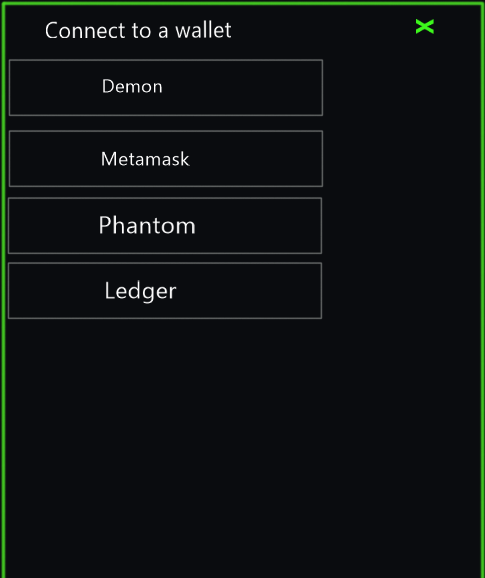 Connect to a wallet
Demon
Metamask
Phantom
Ledger